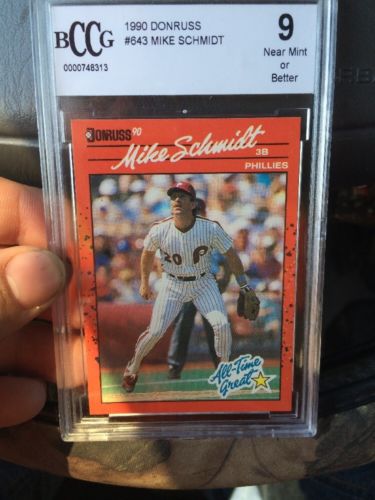 BCCG
0000748313
1990 DONRUSS
#643 MIKE SCHMIDT
9
Near Mint
or
Better
DONRUSS 90
Mike Schmidt
3B
PHILLIES
P
20
All-Time
Great